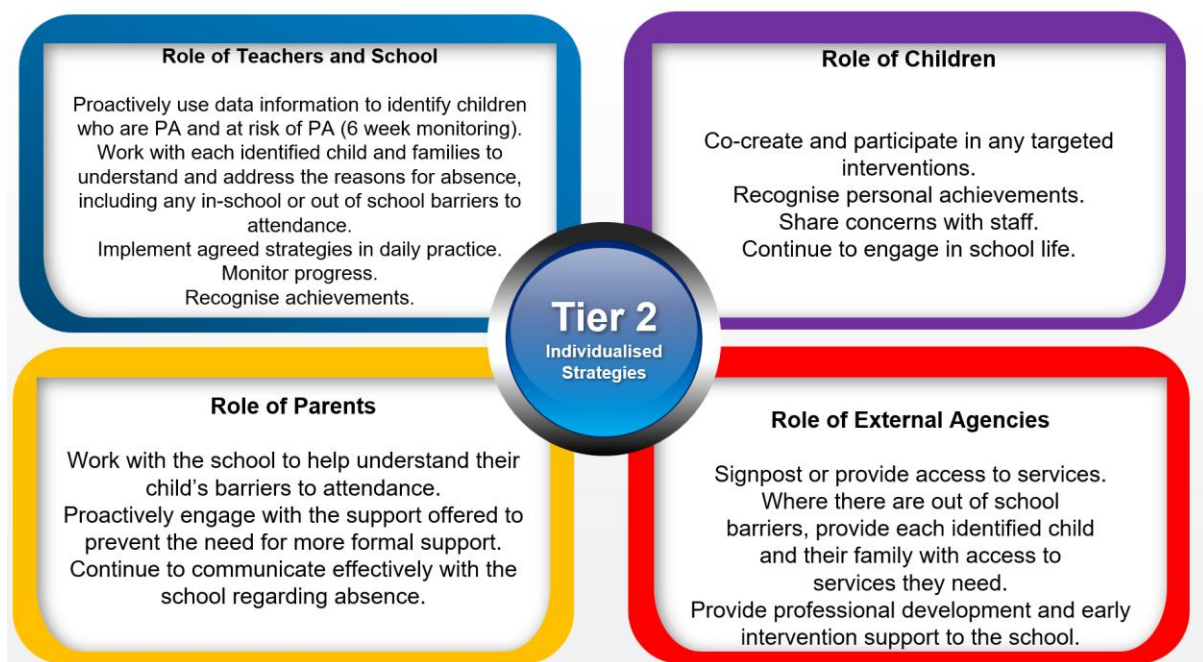 Role of Teachers and School
Proactively use data information to identify children
who are PA and at risk of PA (6 week monitoring).
Work with each identified child and families to
understand and address the reasons for absence,
including any in-school or out of school barriers to
attendance.
Implement agreed strategies in daily practice.
Monitor progress.
Recognise achievements.
Role of Children
Co-create and participate in any targeted
interventions.
Recognise personal achievements.
Share concerns with staff.
Continue to engage in school life.
Tier 2
Individualised
Strategies
Role of Parents
Work with the school to help understand their
child’s barriers to attendance.
Proactively engage with the support offered to
prevent the need for more formal support.
Continue to communicate effectively with the
school regarding absence.
Role of External Agencies
Signpost or provide access to services.
Where there are out of school
barriers, provide each identified child
and their family with access to
services they need.
Provide professional development and early
intervention support to the school.